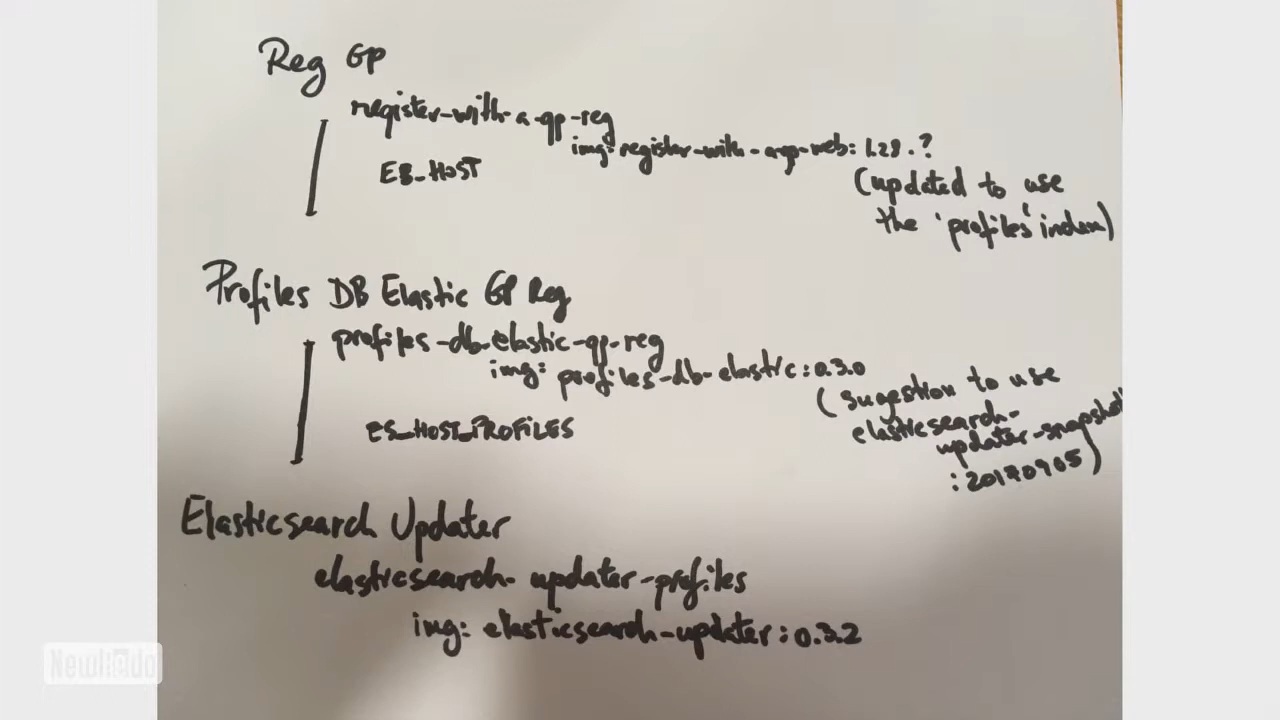 Reg GP
register-with-a-gp-reg
img: register-with-a-gp-web: 1.28.?
EB_HOST
(updated to use
the 'profiles' index)
Profiles DB Elastic GP Reg
profiles-db-elastic-gp-reg
img: profiles-db-elastic:0.3.0
(sugestion to use
elasticsearch-
updater-snapshot
:20170905)
ES_HOST_PROFILES
Elasticsearch Updater
elasticsearch-updater-profiles
img: elasticsearch-updater:0.3.2